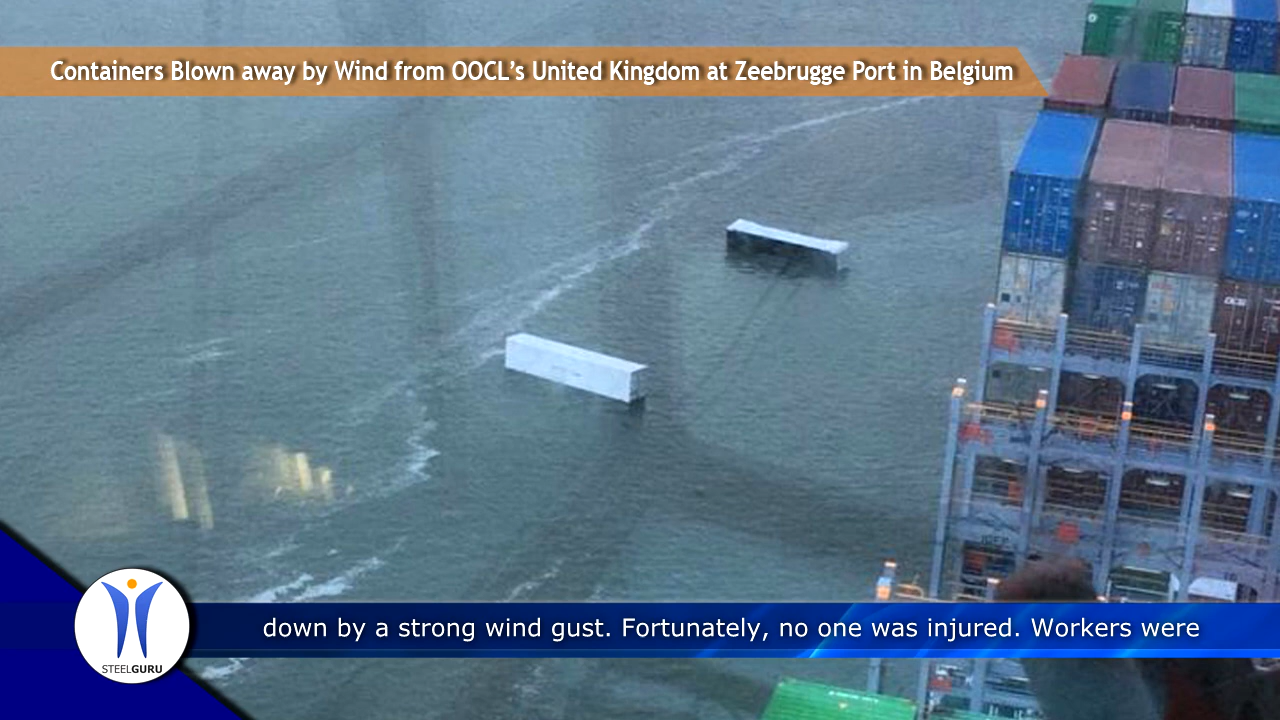 Containers Blown away by Wind from OOCL's United Kingdom at Zeebrugge Port in Belgium
down by a strong wind gust. Fortunately, no one was injured. Workers were
STEELGURU